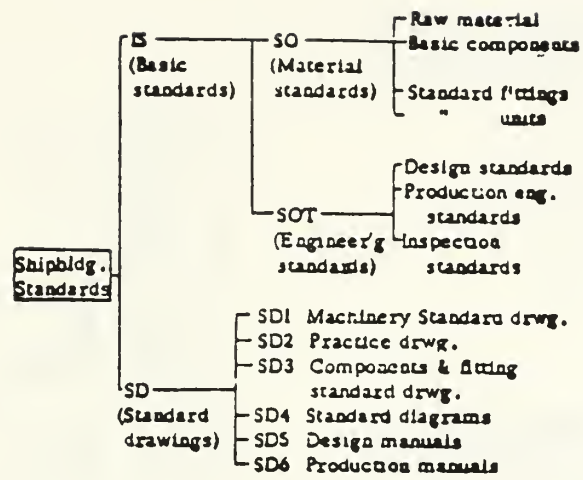 Shipbldg.
Standards
IS
(Basic
standards)
SO
(Material
standards)
Raw material
Basic components
Standard fittings
" units
SOT
(Engineer'g
standards)
Design standards
Production eng.
standards
Inspection
standards
SD
(Standard
drawings)
SD1 Machinery Standard drwg.
SD2 Practice drwg.
SD3 Components & fitting
standard drwg.
SD4 Standard diagrams
SD5 Design manuals
SD6 Production manuals